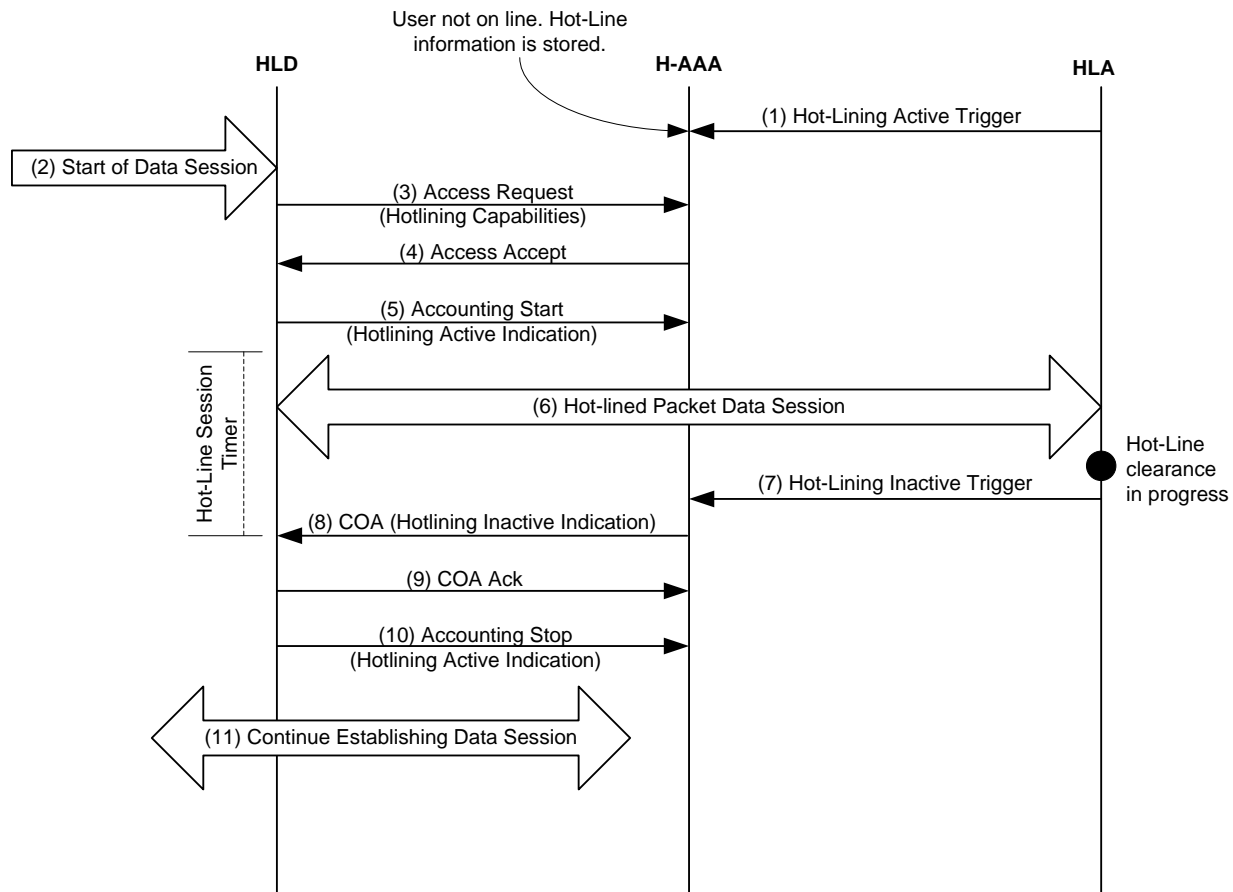 User not on line. Hot-Line
information is stored.
HLD
H-AAA
HLA
(1) Hot-Lining Active Trigger
(2) Start of Data Session
(3) Access Request
(Hotlining Capabilities)
(4) Access Accept
(5) Accounting Start
(Hotlining Active Indication)
Hot-Line Session
Timer
(6) Hot-lined Packet Data Session
Hot-Line
clearance
in progress
(7) Hot-Lining Inactive Trigger
(8) COA (Hotlining Inactive Indication)
(9) COA Ack
(10) Accounting Stop
(Hotlining Active Indication)
(11) Continue Establishing Data Session